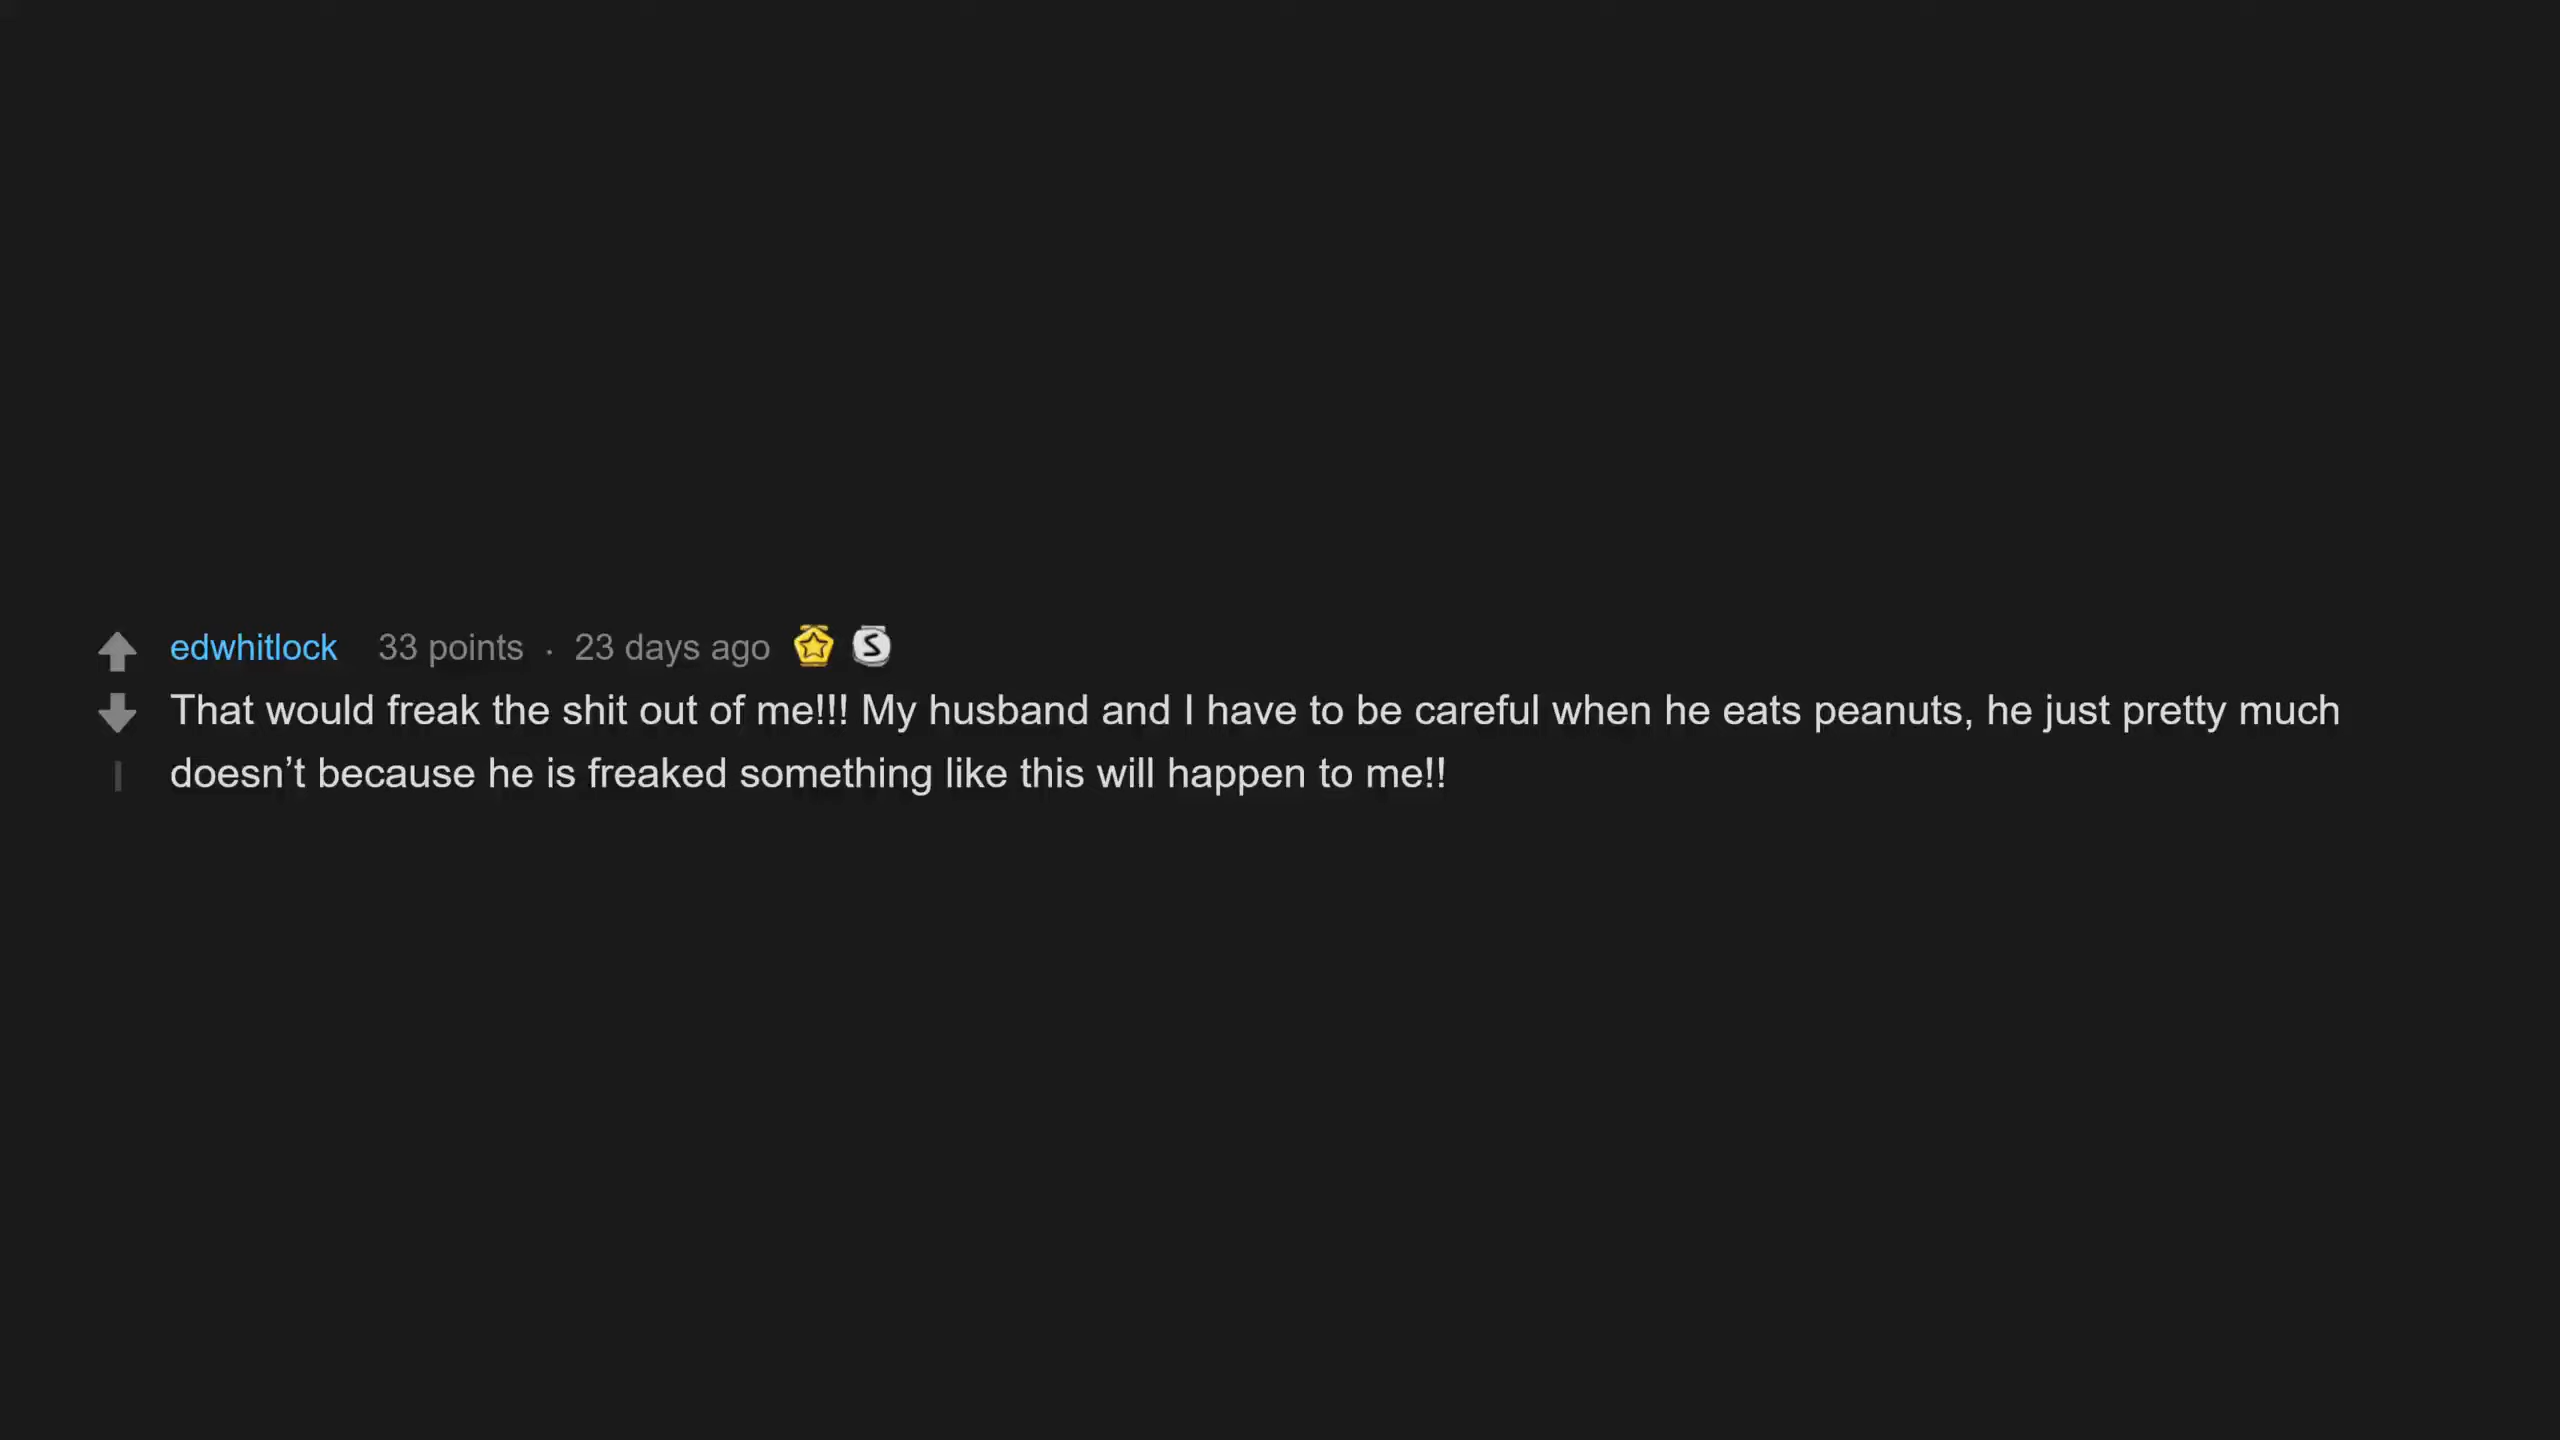 edwhitlock 33 points · 23 days ago
That would freak the shit out of me!!! My husband and I have to be careful when he eats peanuts, he just pretty much
doesn’t because he is freaked something like this will happen to me!!